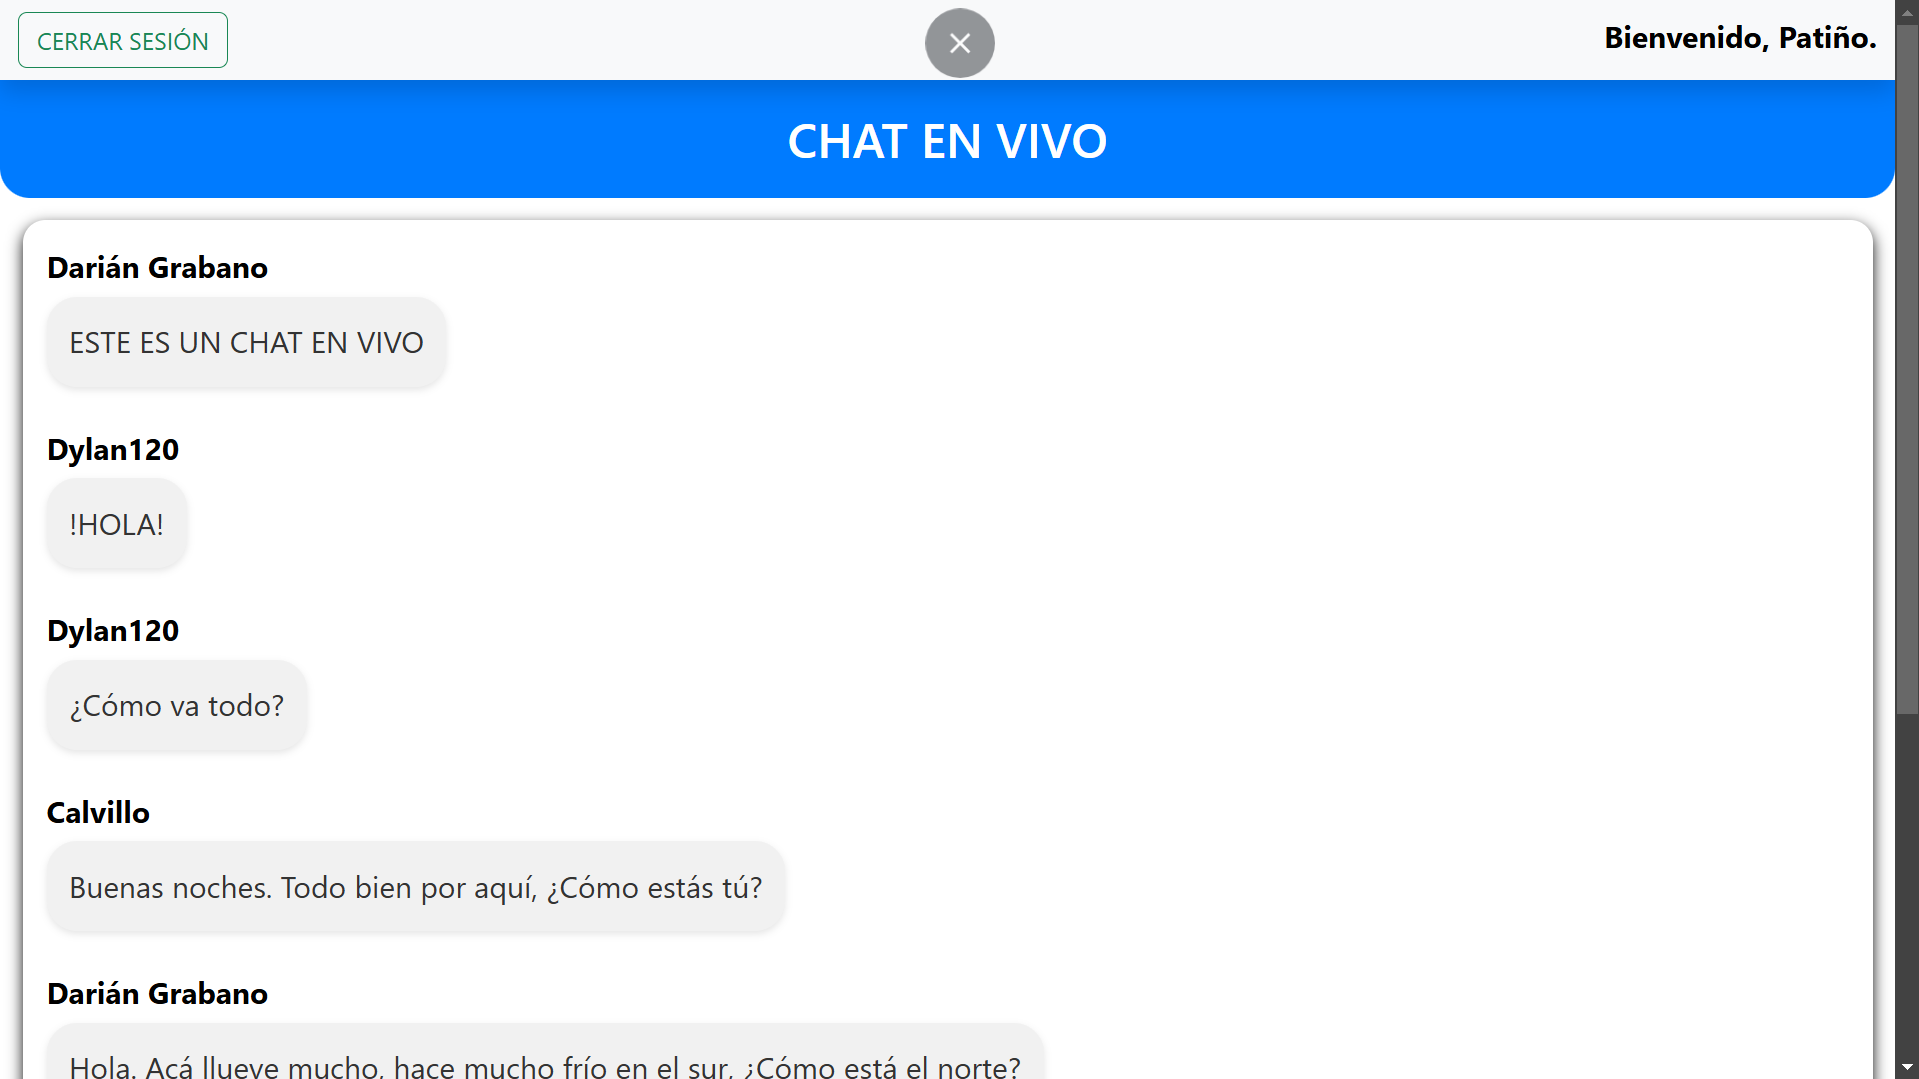 CERRAR SESIÓN
Bienvenido, Patiño.
CHAT EN VIVO
Darián Grabano
ESTE ES UN CHAT EN VIVO
Dylan120
!HOLA!
Dylan120
¿Cómo va todo?
Calvillo
Buenas noches. Todo bien por aquí, ¿Cómo estás tú?
Darián Grabano
Hola. Acá llueve mucho, hace mucho frío en el sur, ¿Cómo está el norte?